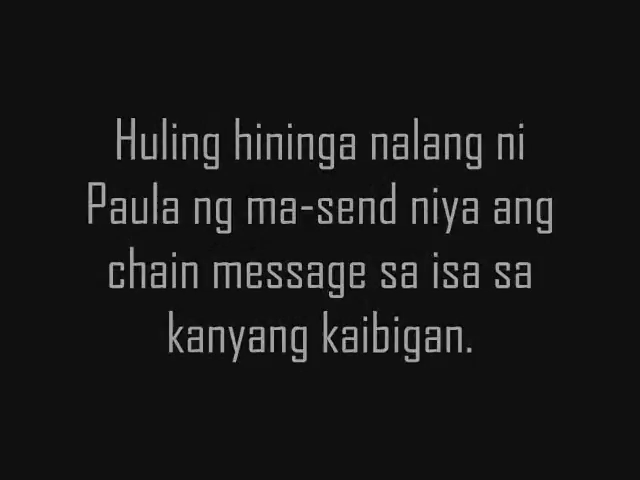 Huling hininga nalang ni
Paula ng ma-send niya ang
chain message sa isa sa
kanyang kaibigan.